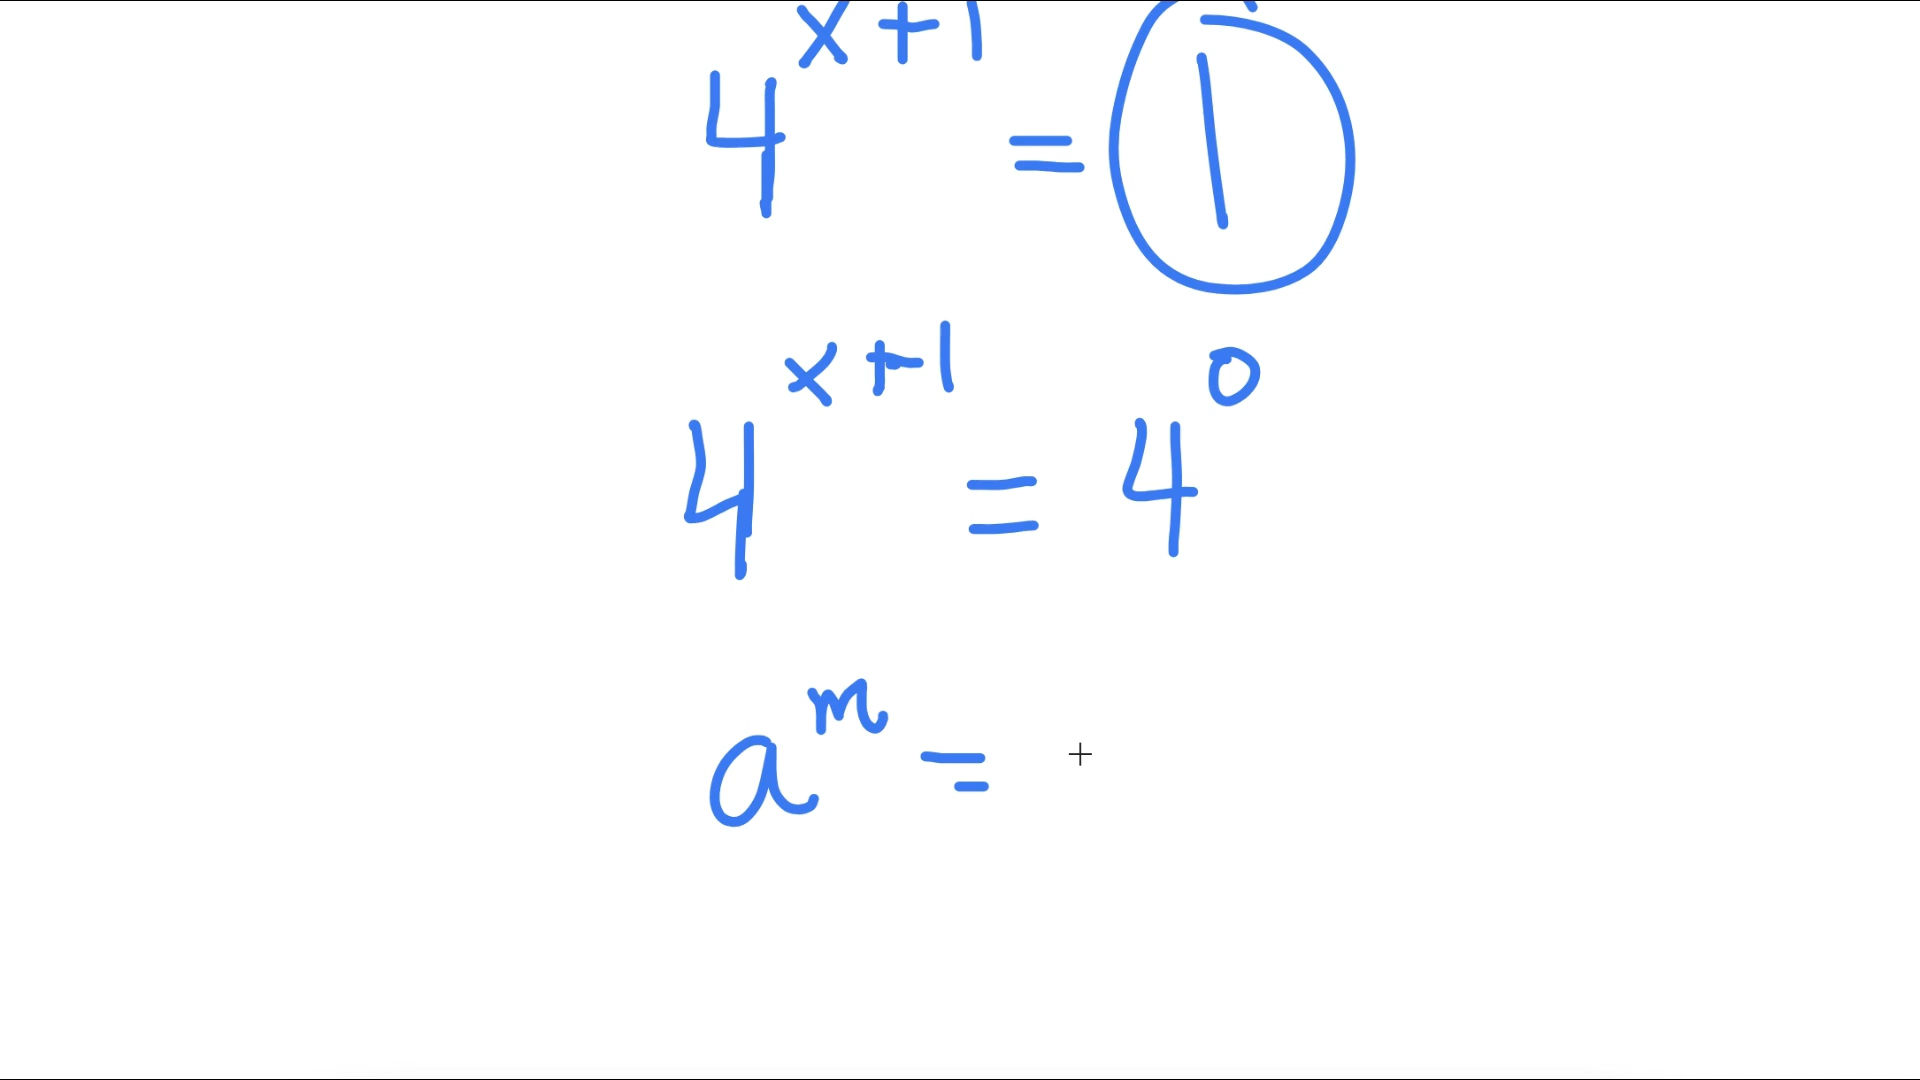 4^{x+1} = 1
4^{x+1} = 4^0
a^m =